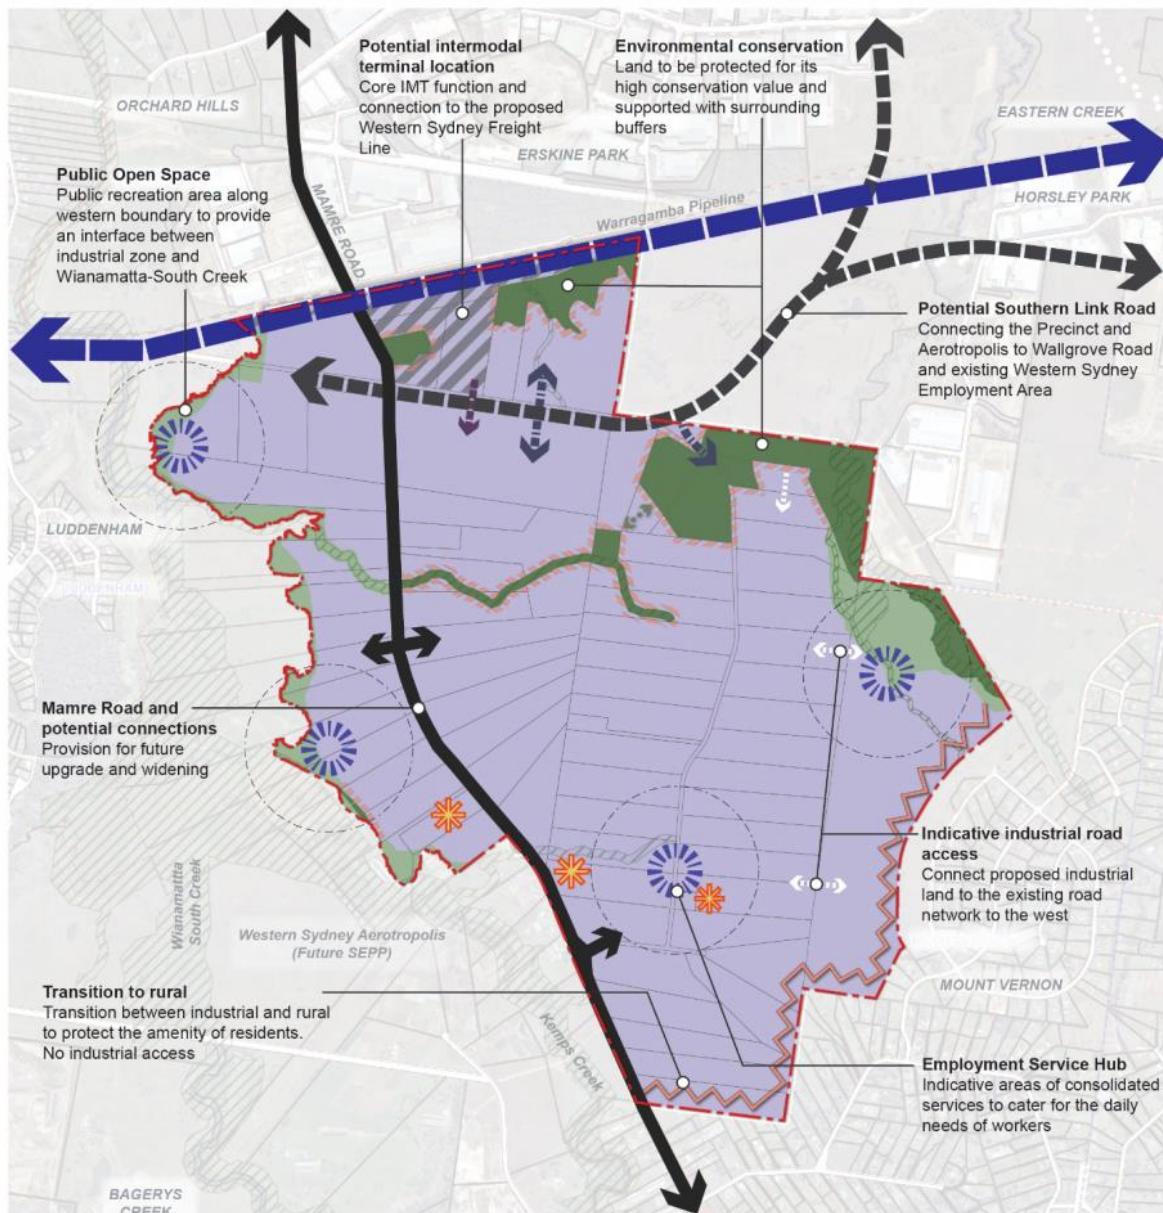 Potential intermodal
terminal location
Core IMT function and
connection to the proposed
Western Sydney Freight
Line
Environmental conservation
Land to be protected for its
high conservation value and
supported with surrounding
buffers
ORCHARD HILLS
ERSKINE PARK
EASTERN CREEK
HORSLEY PARK
Public Open Space
Public recreation area along
western boundary to provide
an interface between
industrial zone and
Wianamatta-South Creek
MAMRE ROAD
Warragamba Pipeline
Potential Southern Link Road
Connecting the Precinct and
Aerotropolis to Wallgrove Road
and existing Western Sydney
Employment Area
LUDDENHAM
Mamre Road and
potential connections
Provision for future
upgrade and widening
Indicative industrial road
access
Connect proposed industrial
land to the existing road
network to the west
Wianamattta
South Creek
Western Sydney Aerotropolis
(Future SEPP)
MOUNT VERNON
Transition to rural
Transition between industrial and rural
to protect the amenity of residents.
No industrial access
Kemps Creek
Employment Service Hub
Indicative areas of consolidated
services to cater for the daily
needs of workers
BAGERYS
CREEK